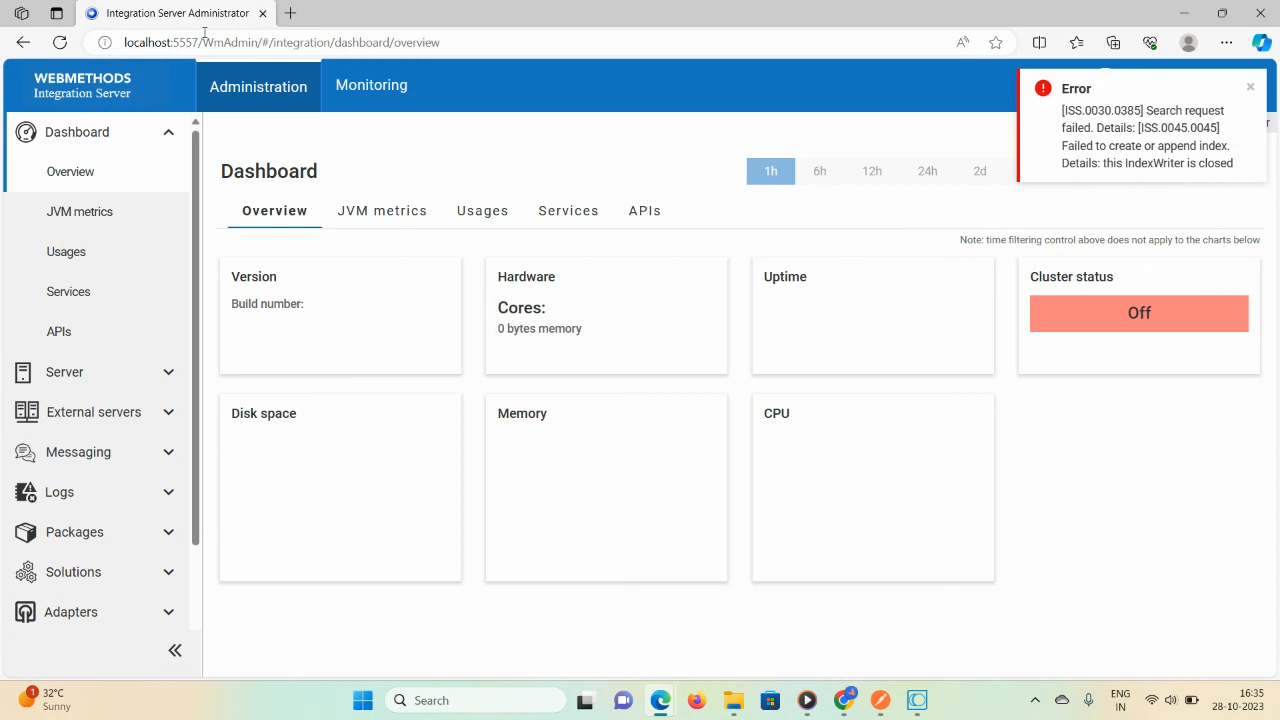 Integration Server Administrator
localhost:5557/WmAdmin/#/integration/dashboard/overview
WEBMETHODS
Integration Server
Administration
Monitoring
Error
[ISS.0030.0385] Search request
failed. Details: [ISS.0045.0045]
Failed to create or append index.
Details: this IndexWriter is closed
Dashboard
Overview
JVM metrics
Usages
Services
APIs
Server
External servers
Messaging
Logs
Packages
Solutions
Adapters
Dashboard
1h 6h 12h 24h 2d
Overview JVM metrics Usages Services APIs
Note: time filtering control above does not apply to the charts below
Version
Build number:
Hardware
Cores:
0 bytes memory
Uptime
Cluster status
Off
Disk space
Memory
CPU
1
32°C
Sunny
Search
4
ENG
IN
16:35
28-10-2023